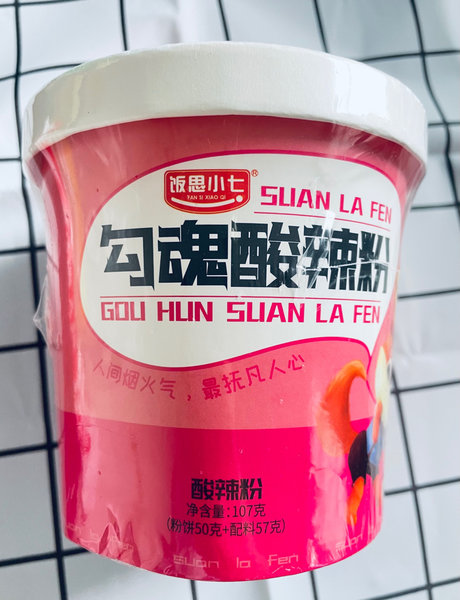 饭思小七®
FAN SI XIAO QI
SUAN LA FEN
勾魂酸辣粉
GOU HUN SUAN LA FEN
人间烟火气，最抚凡人心
酸辣粉
净含量:107克
(粉饼50克+配料57克)
suan la fen